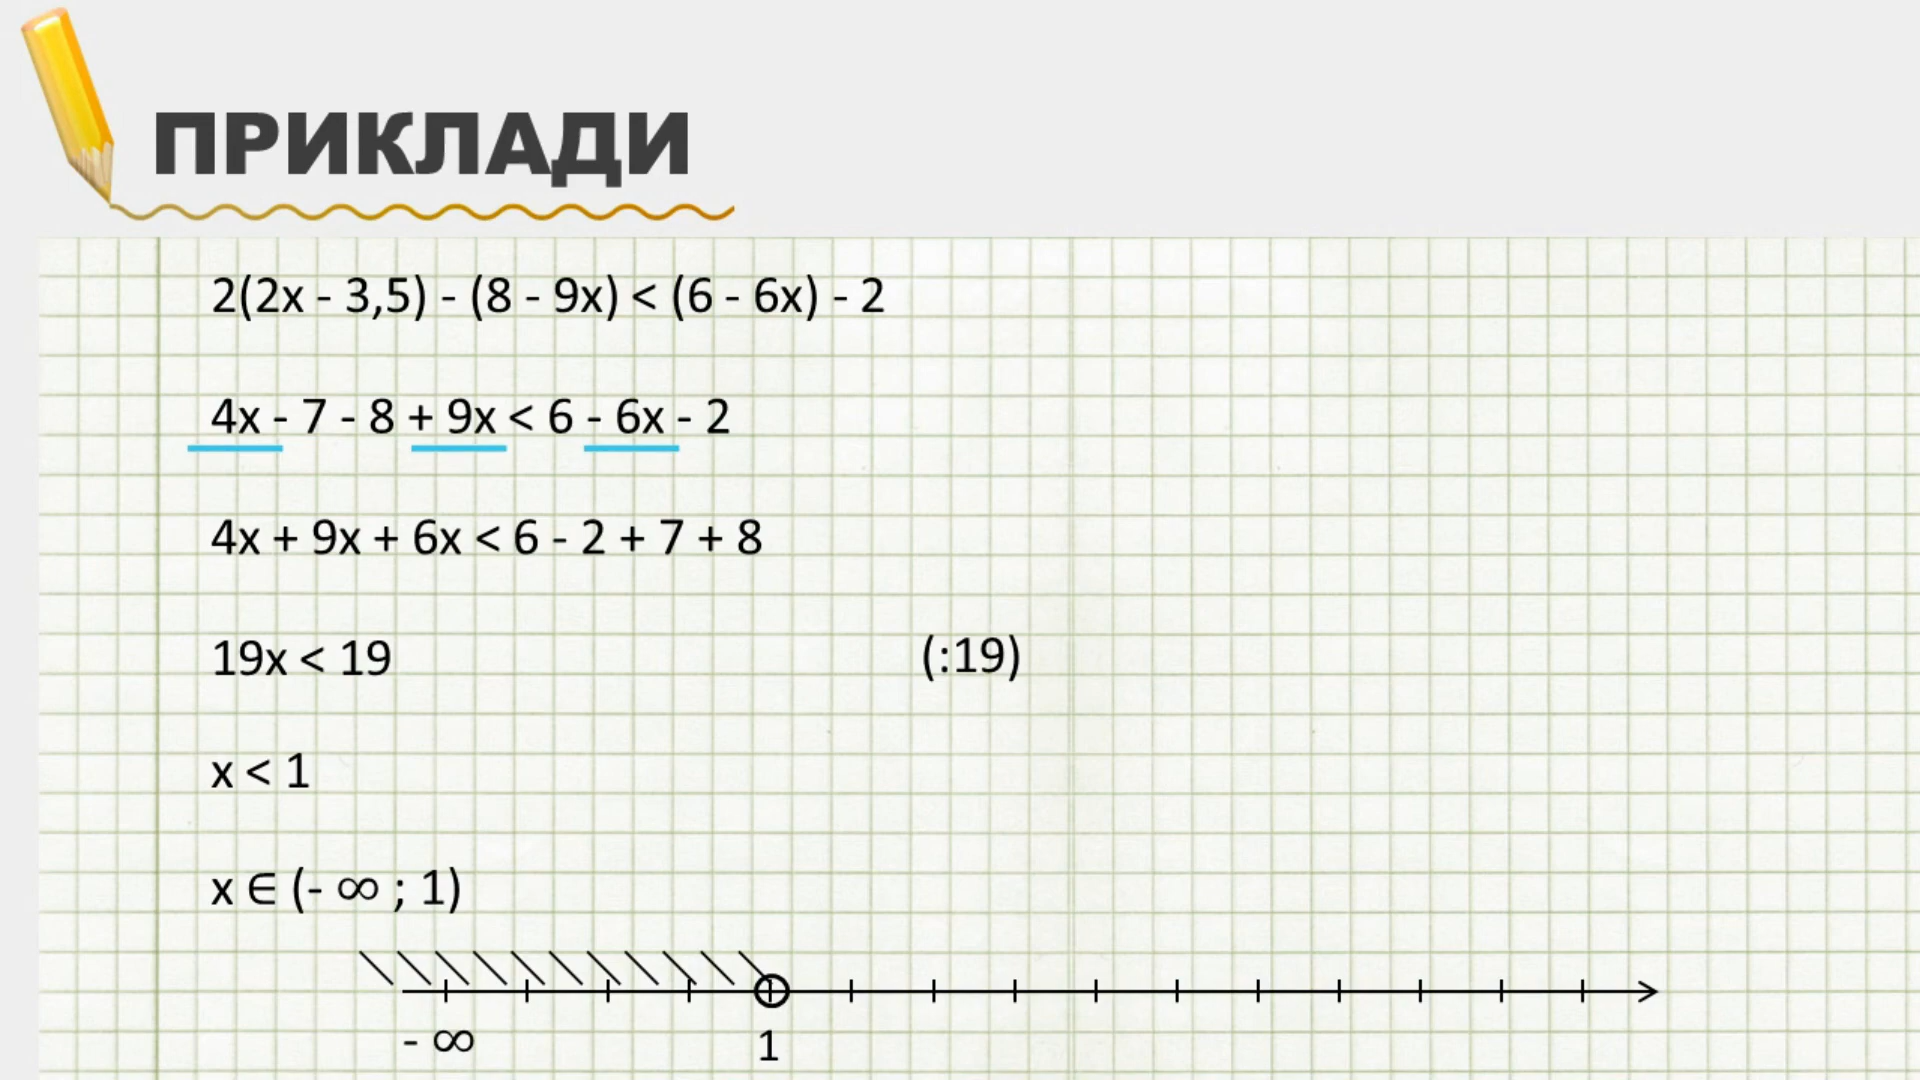 ПРИКЛАДИ
2(2x - 3,5) - (8 - 9x) < (6 - 6x) - 2
4x - 7 - 8 + 9x < 6 - 6x - 2
4x + 9x + 6x < 6 - 2 + 7 + 8
19x < 19 (:19)
x < 1
x ∈ (- ∞ ; 1)
- ∞ 1